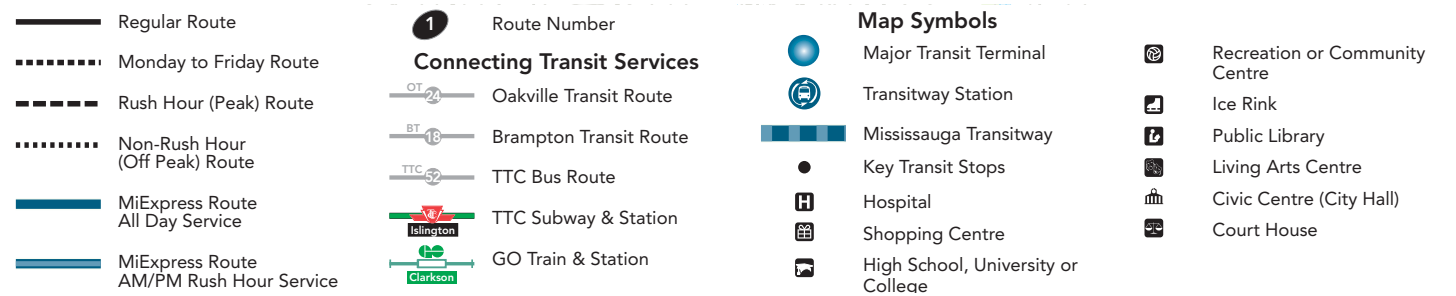 Regular Route
Monday to Friday Route
Rush Hour (Peak) Route
Non-Rush Hour
(Off Peak) Route
MiExpress Route
All Day Service
MiExpress Route
AM/PM Rush Hour Service
1
Route Number
Connecting Transit Services
OT
24
Oakville Transit Route
BT
18
Brampton Transit Route
TTC
52
TTC Bus Route
Islington
TTC Subway & Station
GO
Clarkson
GO Train & Station
Map Symbols
Major Transit Terminal
Transitway Station
Mississauga Transitway
Key Transit Stops
H
Hospital
Shopping Centre
High School, University or
College
Recreation or Community
Centre
Ice Rink
Public Library
Living Arts Centre
Civic Centre (City Hall)
Court House